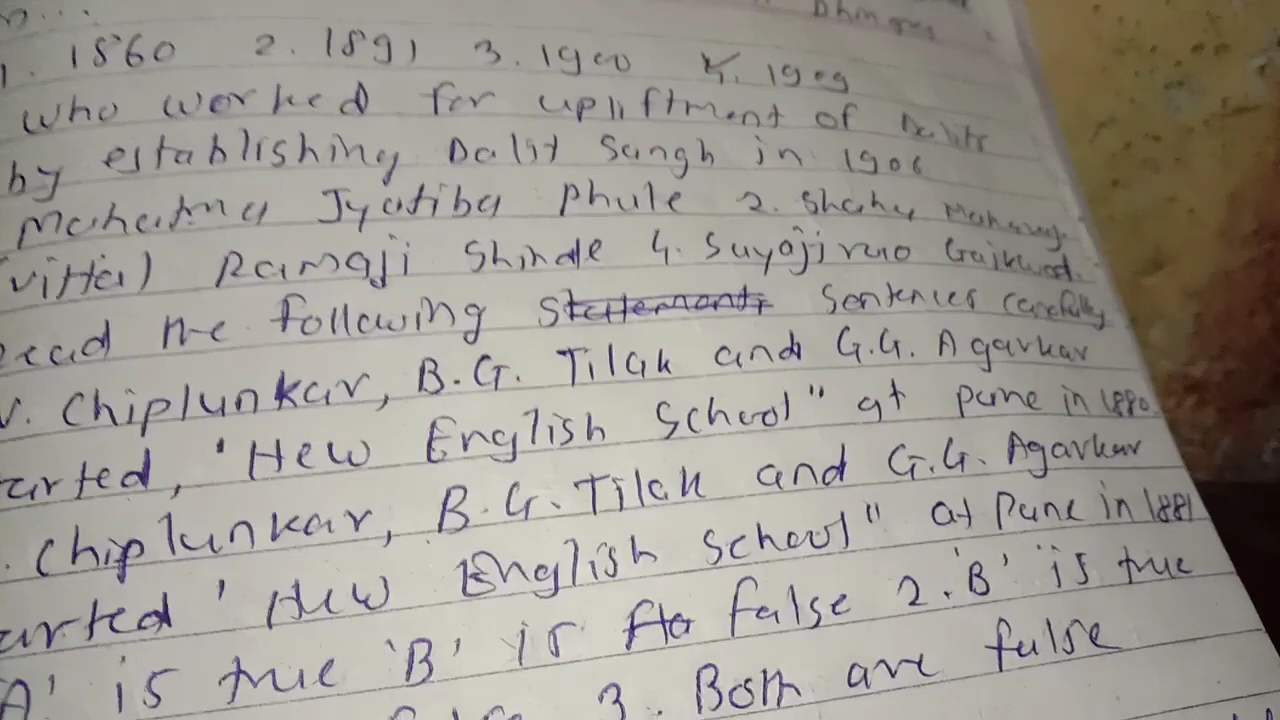 1. 1860 2. 1891 3. 1900 4. 1909
who worked for upliftment of Dalits
by establishing Dalit Sangh in 1906
Mahatma Jyotiba Phule 2. Shahu Maharaj
vitthal Ramaji Shinde 4. Sayajirao Gaikwad.
Read the following Statements Sentences carefully
v. Chiplunkar, B.G. Tilak and G.G. Agarkar
arted, 'New English School" at pune in 1880.
. Chiplunkar, B.G. Tilak and G.G. Agarkar
arted 'New English School" at Pune in 1881
'A' is true 'B' is false 2. 'B' is true
3. Both are false